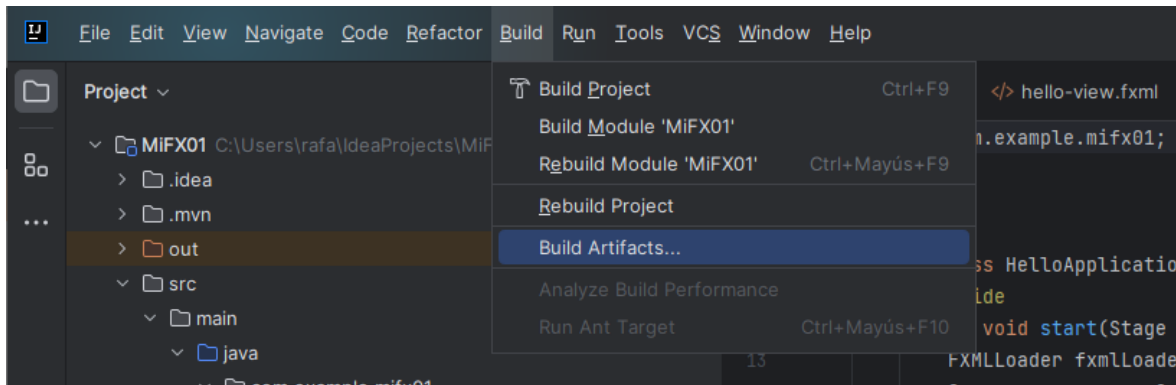 IJ
File Edit View Navigate Code Refactor Build Run Tools VCS Window Help
Project
MiFX01 C:\Users\rafa\IdeaProjects\MiF
.idea
.mvn
out
src
main
java
Build Project Ctrl+F9
Build Module 'MiFX01'
Rebuild Module 'MiFX01' Ctrl+Mayús+F9
Rebuild Project
Build Artifacts...
Analyze Build Performance
Run Ant Target Ctrl+Mayús+F10
</> hello-view.fxml
.example.mifx01;
ss HelloApplicatio
ide
void start(Stage
13 FXMLLoader fxmlLoade